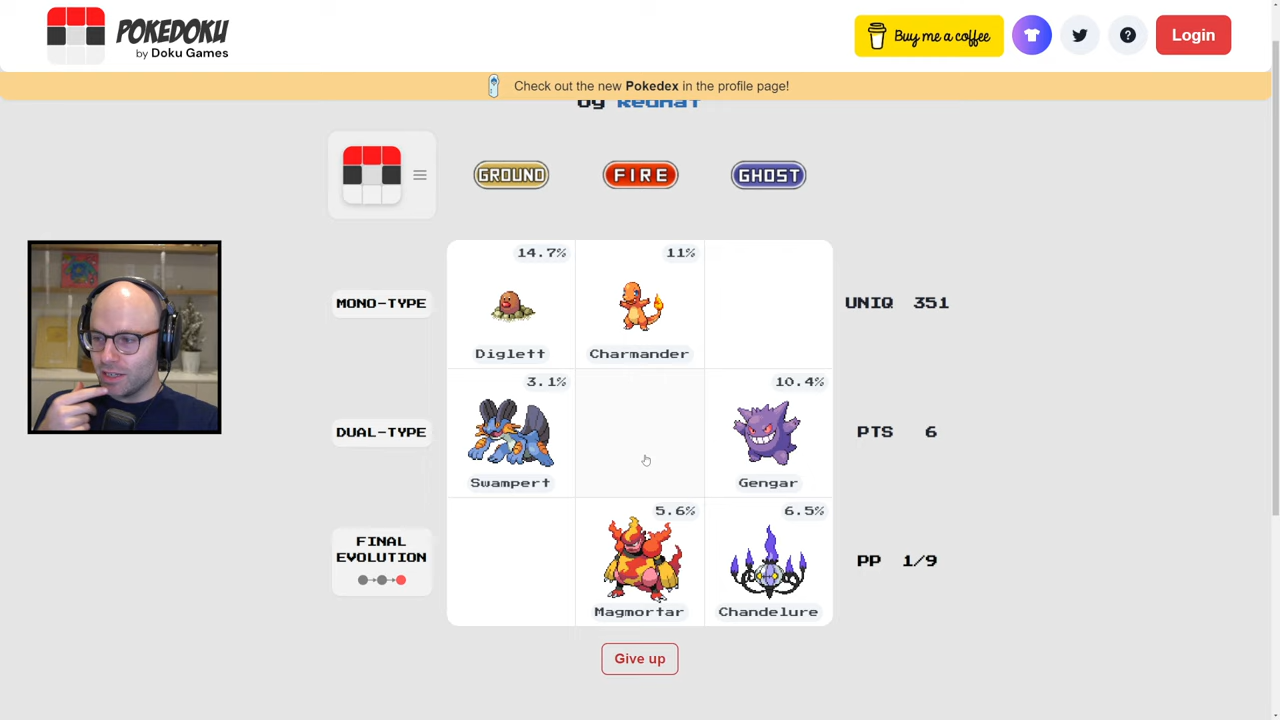 POKEDOKU
by Doku Games
Buy me a coffee
Login
Check out the new Pokedex in the profile page!
by RedHat
GROUND
FIRE
GHOST
14.7%
11%
MONO-TYPE
Diglett
Charmander
UNIQ 351
3.1%
10.4%
DUAL-TYPE
Swampert
Gengar
PTS 6
5.6%
6.5%
FINAL
EVOLUTION
Magmortar
Chandelure
PP 1/9
Give up